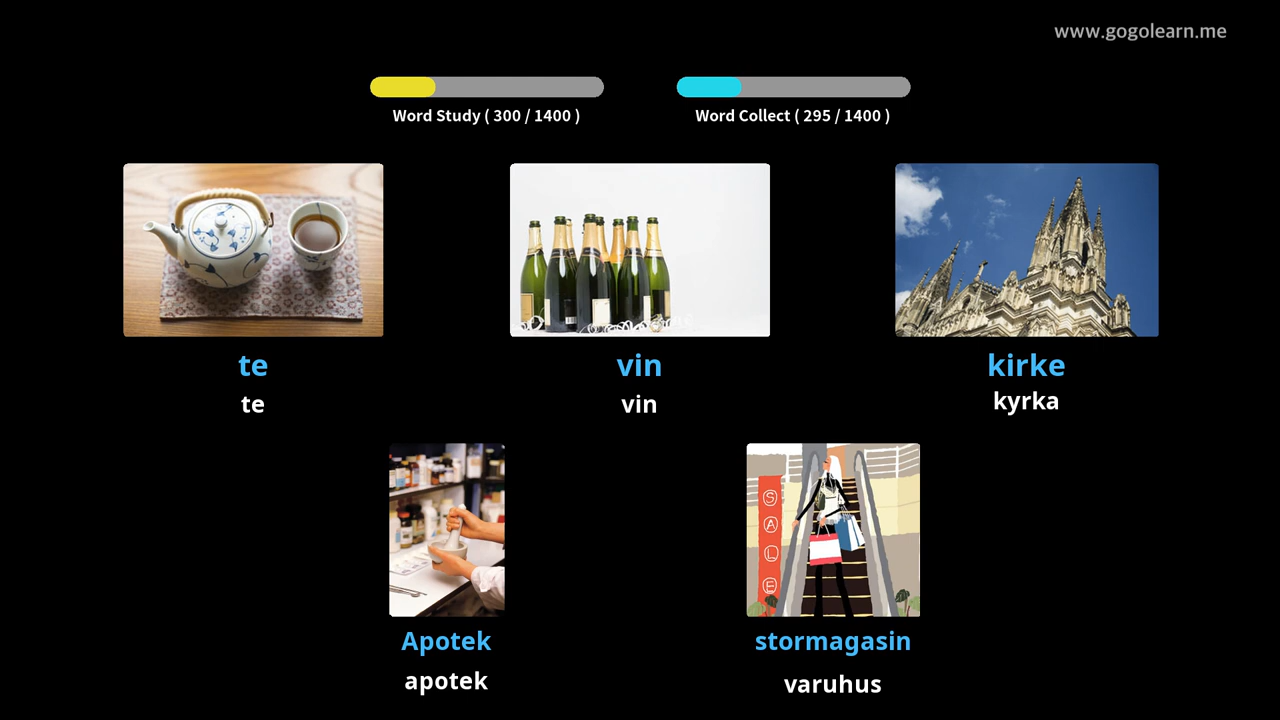 www.gogolearn.me
Word Study ( 300 / 1400 )
Word Collect ( 295 / 1400 )
te
te
vin
vin
kirke
kyrka
SALE
Apotek
apotek
stormagasin
varuhus